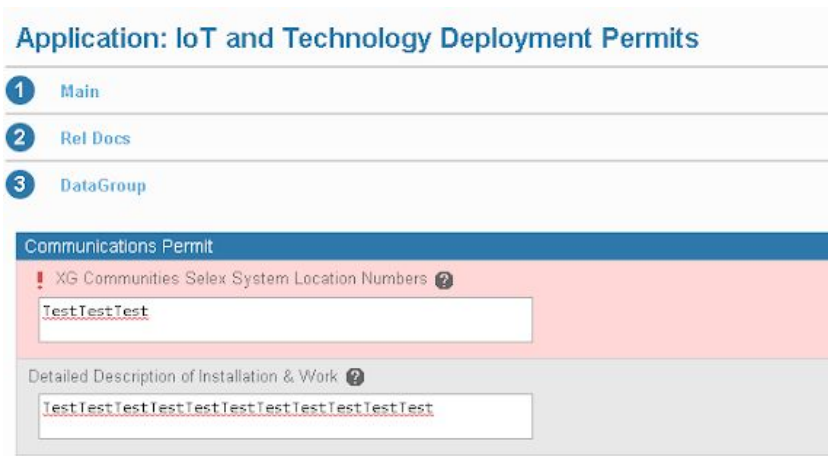 Application: IoT and Technology Deployment Permits
1 Main
2 Rel Docs
3 DataGroup
Communications Permit
! XG Communities Selex System Location Numbers ?
TestTestTest
Detailed Description of Installation & Work ?
TestTestTestTestTestTestTestTestTestTestTest